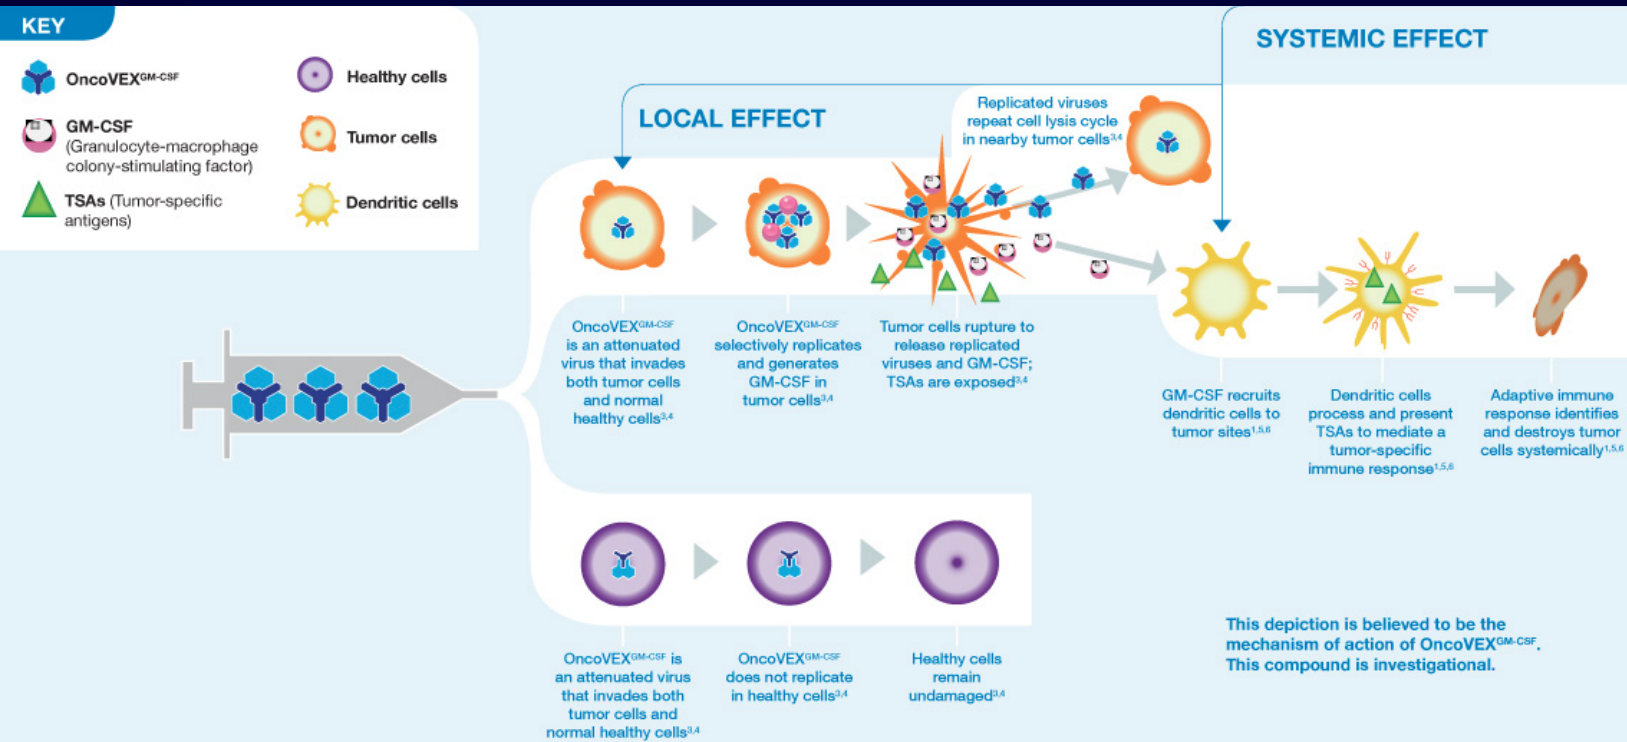 KEY
OncoVEXGM-CSF
GM-CSF
(Granulocyte-macrophage
colony-stimulating factor)
TSAs (Tumor-specific
antigens)
Healthy cells
Tumor cells
Dendritic cells
LOCAL EFFECT
SYSTEMIC EFFECT
Replicated viruses
repeat cell lysis cycle
in nearby tumor cells3,4
OncoVEXGM-CSF
is an attenuated
virus that invades
both tumor cells
and normal
healthy cells3,4
OncoVEXGM-CSF
selectively replicates
and generates
GM-CSF in
tumor cells3,4
Tumor cells rupture to
release replicated
viruses and GM-CSF;
TSAs are exposed3,4
GM-CSF recruits
dendritic cells to
tumor sites1,5,6
Dendritic cells
process and present
TSAs to mediate a
tumor-specific
immune response1,5,6
Adaptive immune
response identifies
and destroys tumor
cells systemically1,5,6
OncoVEXGM-CSF is
an attenuated virus
that invades both
tumor cells and
normal healthy cells3,4
OncoVEXGM-CSF
does not replicate
in healthy cells3,4
Healthy cells
remain
undamaged3,4
This depiction is believed to be the
mechanism of action of OncoVEXGM-CSF.
This compound is investigational.